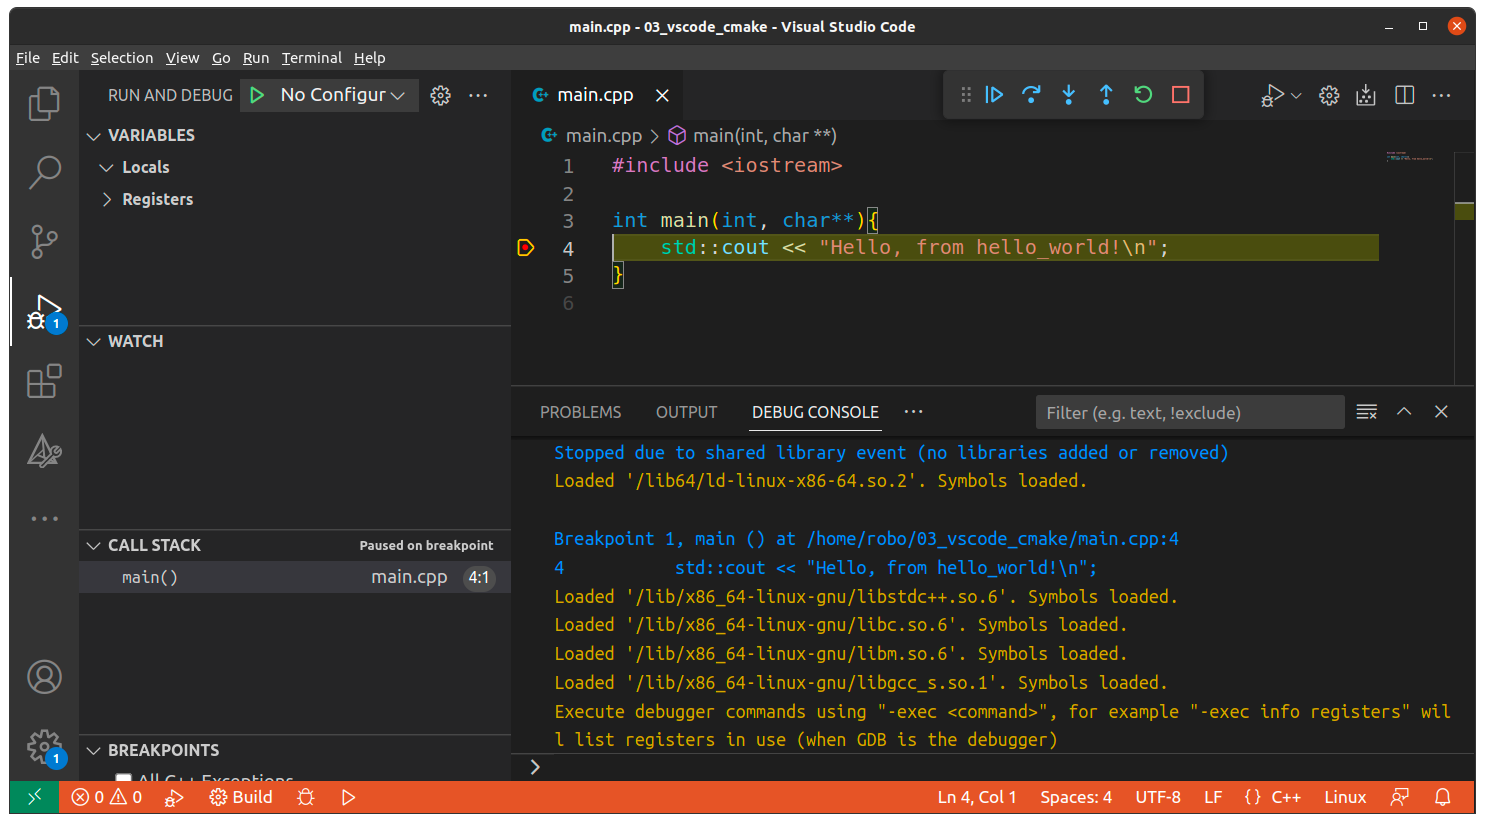 main.cpp - 03_vscode_cmake - Visual Studio Code
File Edit Selection View Go Run Terminal Help
RUN AND DEBUG No Configur
VARIABLES
Locals
Registers
WATCH
CALL STACK Paused on breakpoint
main() main.cpp 4:1
BREAKPOINTS
All C++ Exceptions
1
1
main.cpp
main.cpp > main(int, char **)
1 #include <iostream>
2
3 int main(int, char**){
4 std::cout << "Hello, from hello_world!\n";
5 }
6
PROBLEMS OUTPUT DEBUG CONSOLE ··· Filter (e.g. text, !exclude)
Stopped due to shared library event (no libraries added or removed)
Loaded '/lib64/ld-linux-x86-64.so.2'. Symbols loaded.
Breakpoint 1, main () at /home/robo/03_vscode_cmake/main.cpp:4
4 std::cout << "Hello, from hello_world!\n";
Loaded '/lib/x86_64-linux-gnu/libstdc++.so.6'. Symbols loaded.
Loaded '/lib/x86_64-linux-gnu/libc.so.6'. Symbols loaded.
Loaded '/lib/x86_64-linux-gnu/libm.so.6'. Symbols loaded.
Loaded '/lib/x86_64-linux-gnu/libgcc_s.so.1'. Symbols loaded.
Execute debugger commands using "-exec <command>", for example "-exec info registers" wil
l list registers in use (when GDB is the debugger)
>
0 0 Build Ln 4, Col 1 Spaces: 4 UTF-8 LF {} C++ Linux